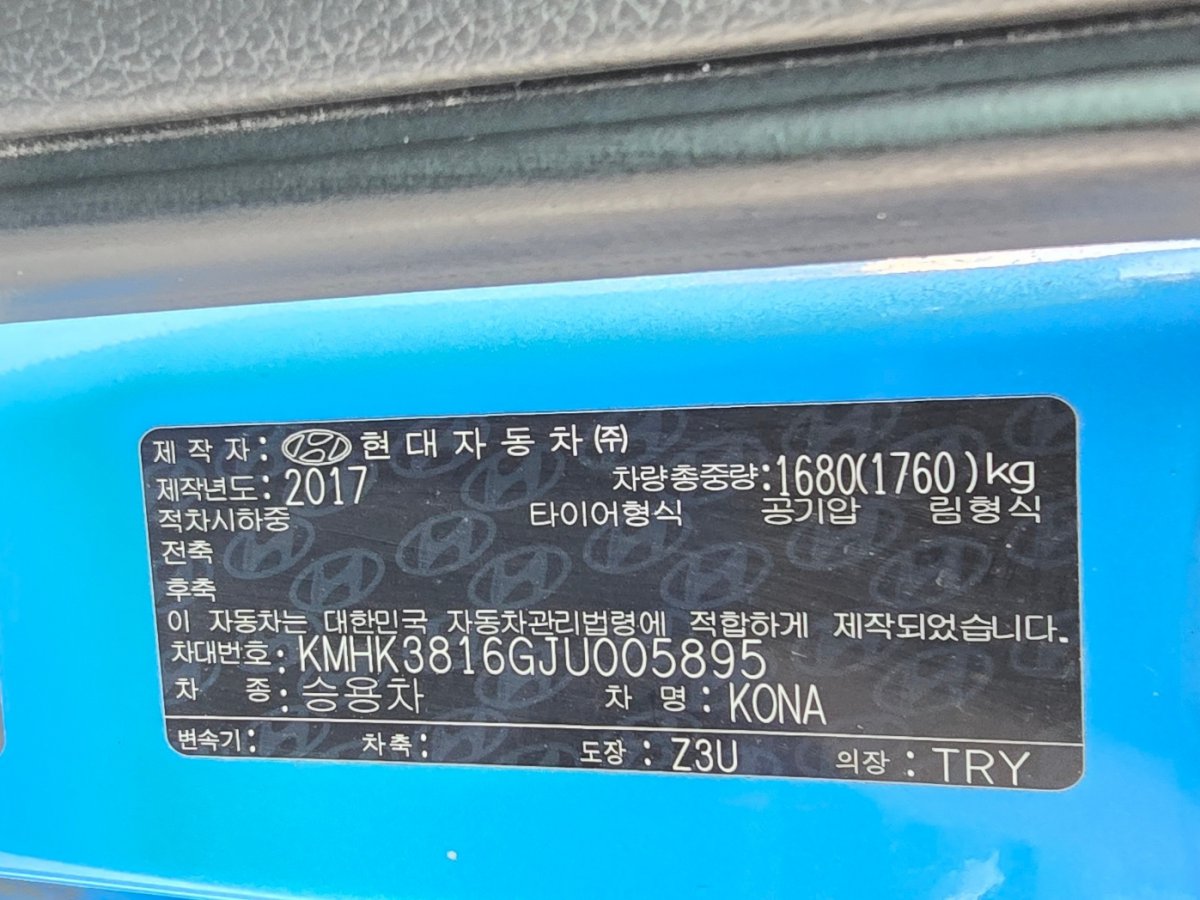 제 작 자 : 현대자동차㈜
제작년도 : 2017 차량총중량 : 1680(1760)kg
적차시하중 타이어형식 공기압 림형식
전축
후축
이 자동차는 대한민국 자동차관리법령에 적합하게 제작되었습니다.
차대번호 : KMHK3816GJU005895
차 종 : 승용차 차 명 : KONA
변속기 : 차축 : 도장 : Z3U 의장 : TRY